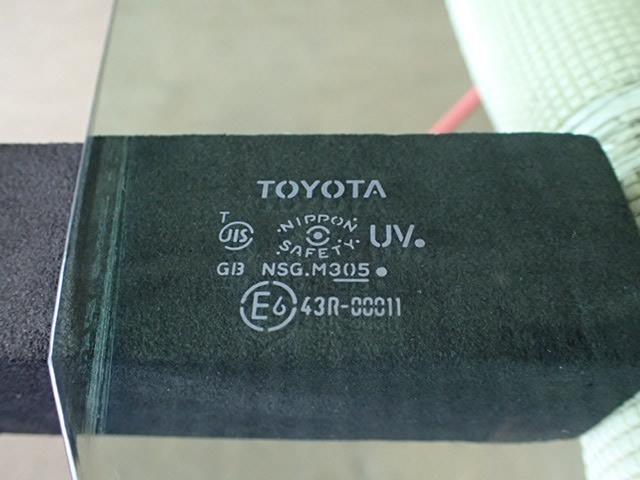 TOYOTA
T
JIS
NIPPON
SAFETY
UV.
GB NSG.M305.
E6 43R-00011